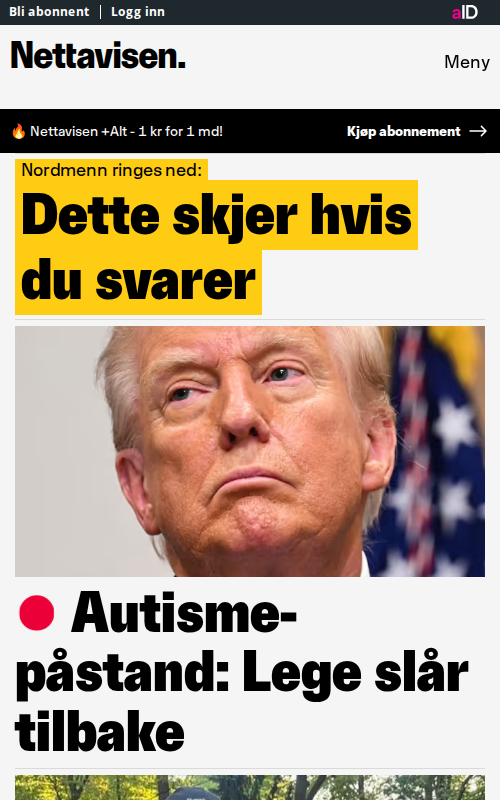 Bli abonnent | Logg inn
aID
Nettavisen.
Meny
🔥 Nettavisen +Alt - 1 kr for 1 md!
Kjøp abonnement →
Nordmenn ringes ned:
Dette skjer hvis
du svarer
Autisme-
påstand: Lege slår
tilbake